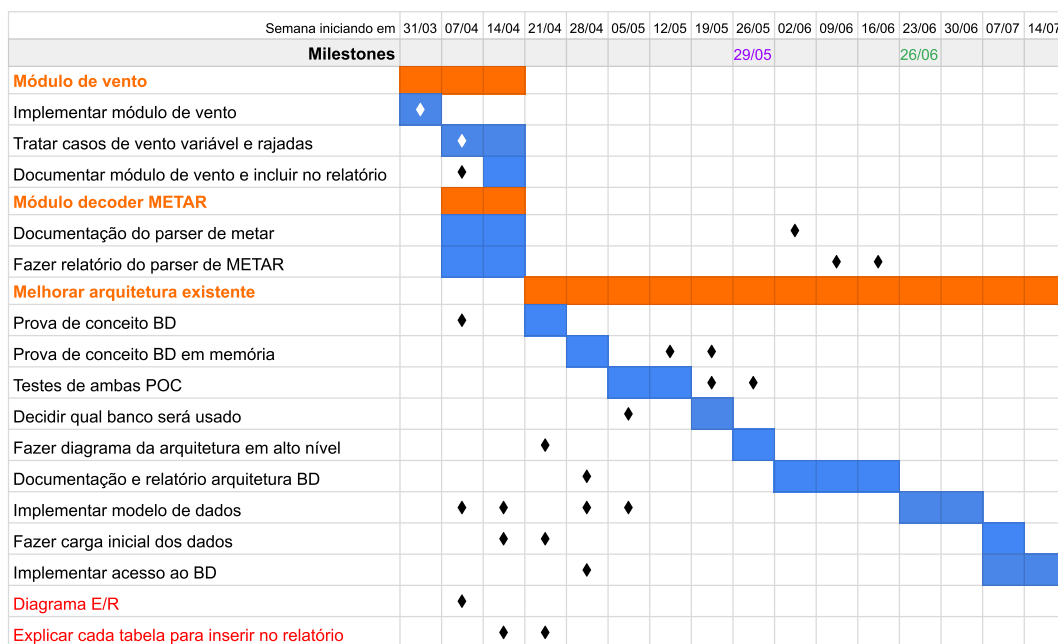 Semana iniciando em 31/03 07/04 14/04 21/04 28/04 05/05 12/05 19/05 26/05 02/06 09/06 16/06 23/06 30/06 07/07 14/07
Milestones 29/05 26/06
Módulo de vento
Implementar módulo de vento
Tratar casos de vento variável e rajadas
Documentar módulo de vento e incluir no relatório
Módulo decoder METAR
Documentação do parser de metar
Fazer relatório do parser de METAR
Melhorar arquitetura existente
Prova de conceito BD
Prova de conceito BD em memória
Testes de ambas POC
Decidir qual banco será usado
Fazer diagrama da arquitetura em alto nível
Documentação e relatório arquitetura BD
Implementar modelo de dados
Fazer carga inicial dos dados
Implementar acesso ao BD
Diagrama E/R
Explicar cada tabela para inserir no relatório